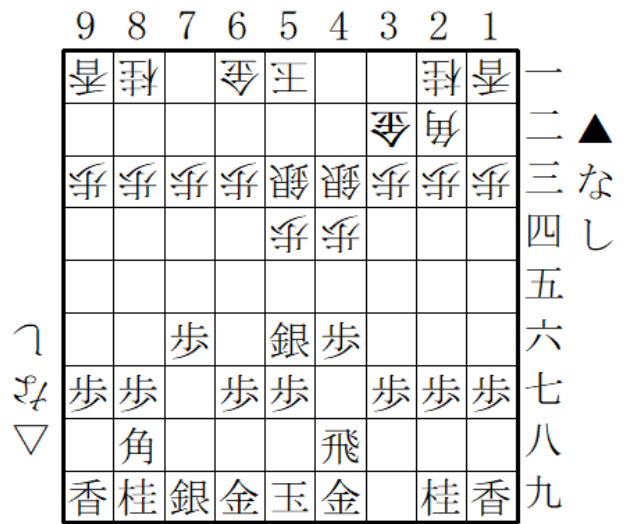 9 8 7 6 5 4 3 2 1
香 桂 金 王 桂 香 一
金 角 二
歩 歩 歩 歩 銀 銀 歩 歩 歩 三
歩 歩 四
五
歩 銀 歩 六
歩 歩 歩 歩 歩 歩 歩 七
角 飛 八
香 桂 銀 金 玉 金 桂 香 九
▲なし
△なし